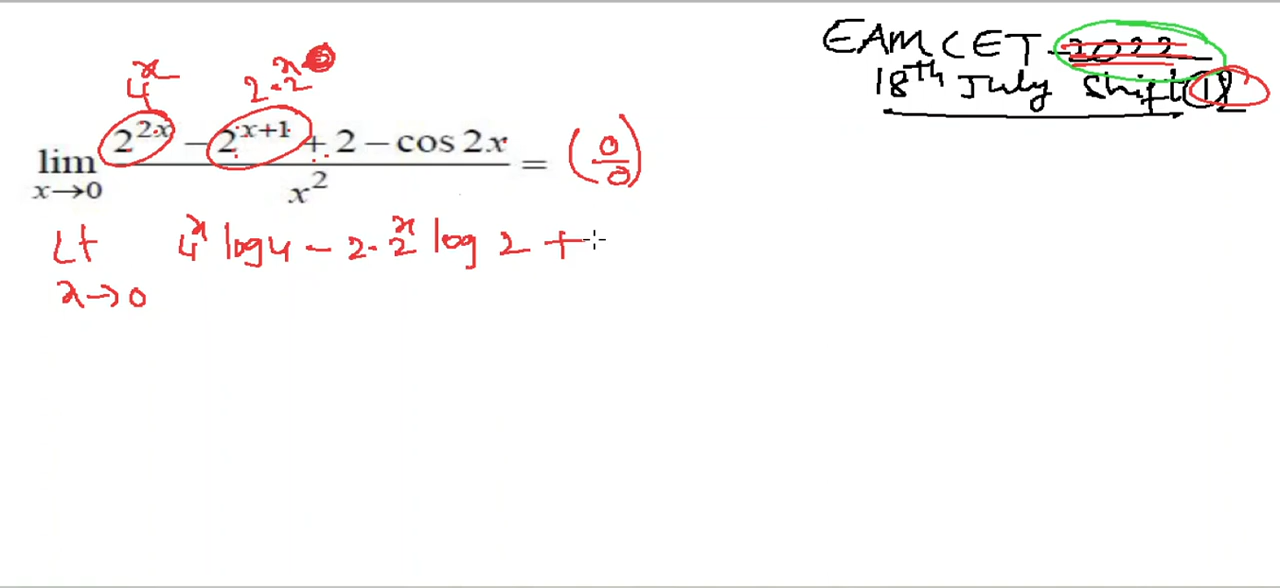 EAMCET - 2022
18th July Shift ①
4^x 2·2^x
lim x→0 (2^{2x} − 2^{x+1} + 2 − cos 2x) / x^2 = (0/0)
Lt x→0 4^x log 4 − 2·2^x log 2 +